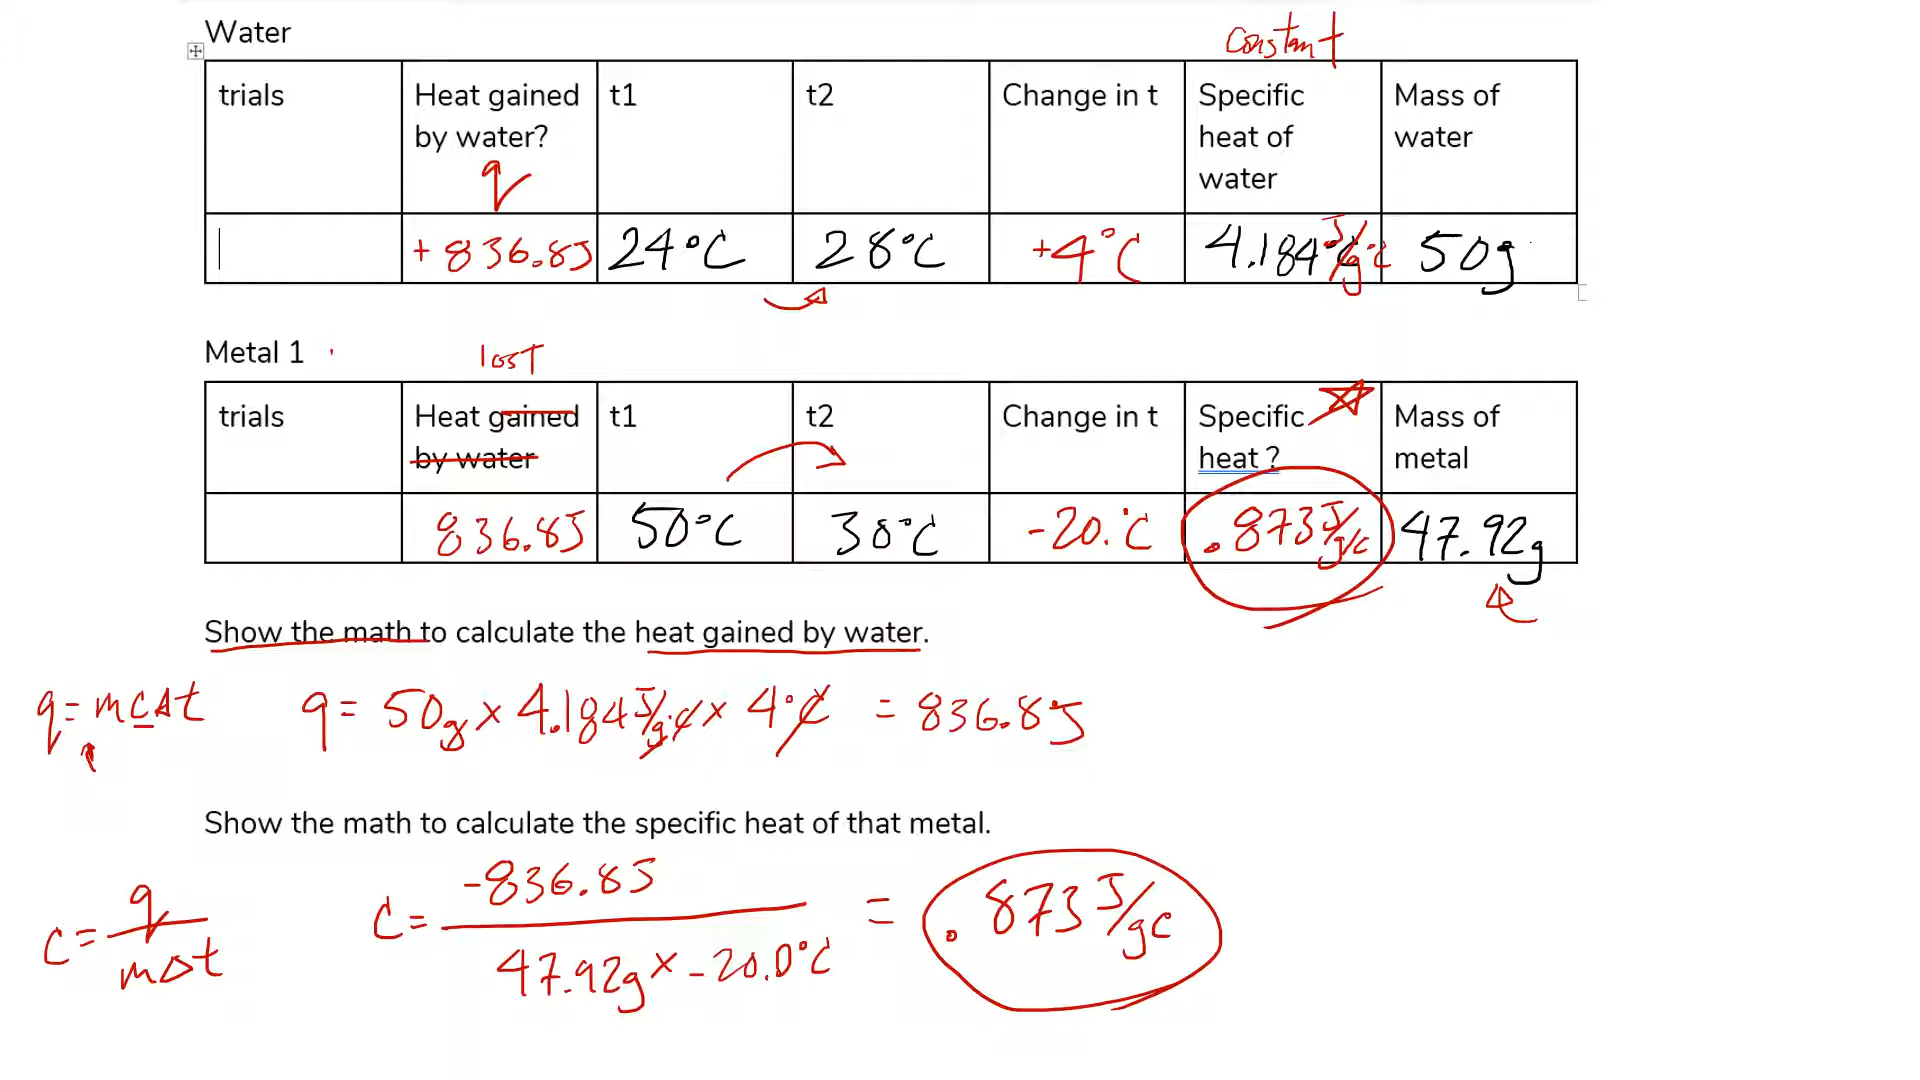 Water
constant
trials Heat gained by water? q t1 t2 Change in t Specific heat of water Mass of water
+836.8J 24°C 28°C +4°C 4.184 J/g°c 50g
Metal 1
lost
trials Heat gained by water t1 t2 Change in t Specific heat ? Mass of metal
836.8J 50°C 30°C -20.°C .873 J/g/c 47.92g
Show the math to calculate the heat gained by water.
q = mcΔt q = 50g x 4.184 J/g·c x 4°C = 836.8J
Show the math to calculate the specific heat of that metal.
-836.8J
c = q/mΔt C = 47.92g x -20.0°C = .873 J/gc